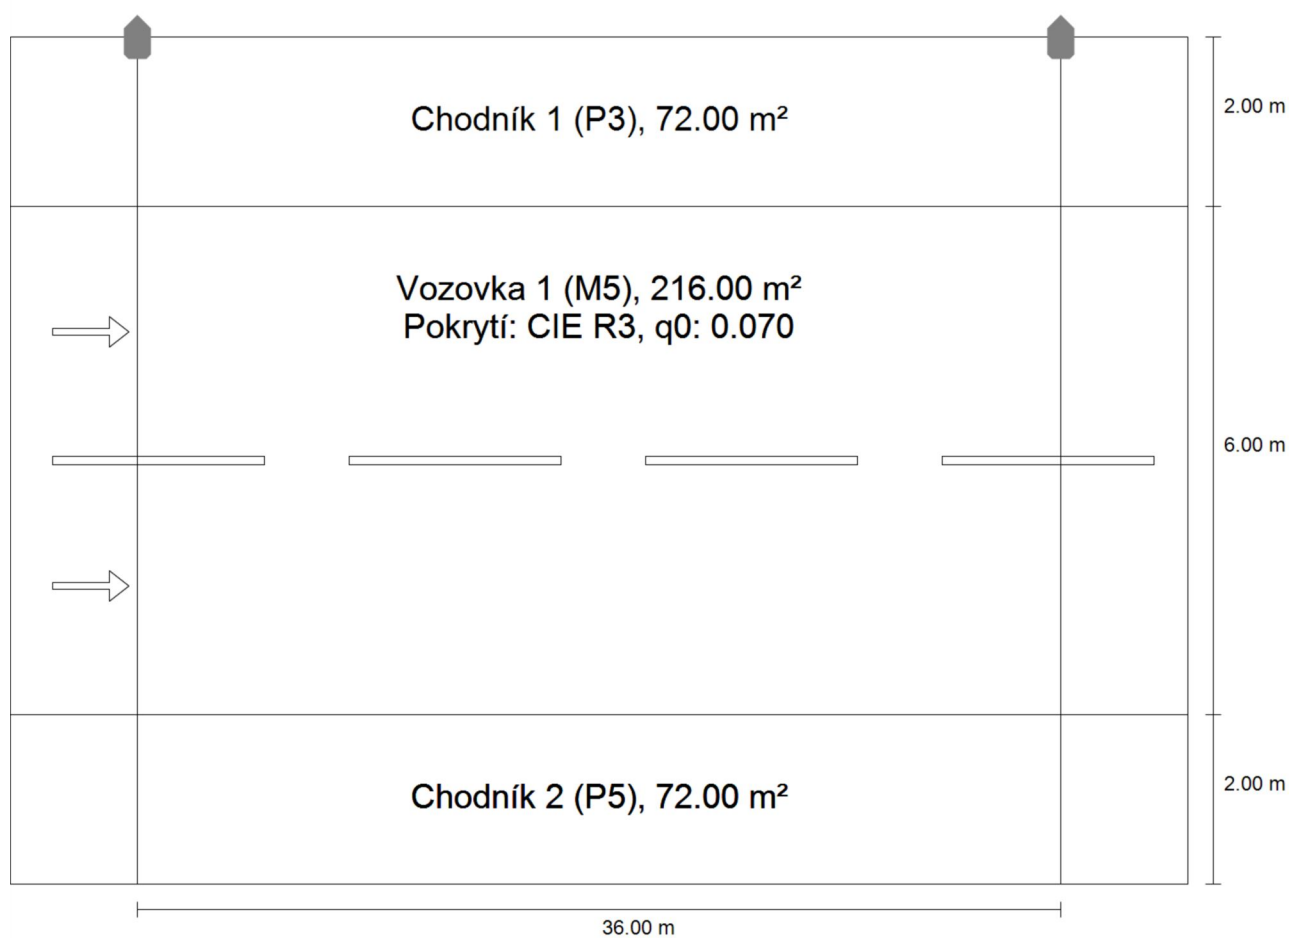 Chodník 1 (P3), 72.00 m²
2.00 m
Vozovka 1 (M5), 216.00 m²
Pokrytí: CIE R3, q0: 0.070
6.00 m
Chodník 2 (P5), 72.00 m²
2.00 m
36.00 m